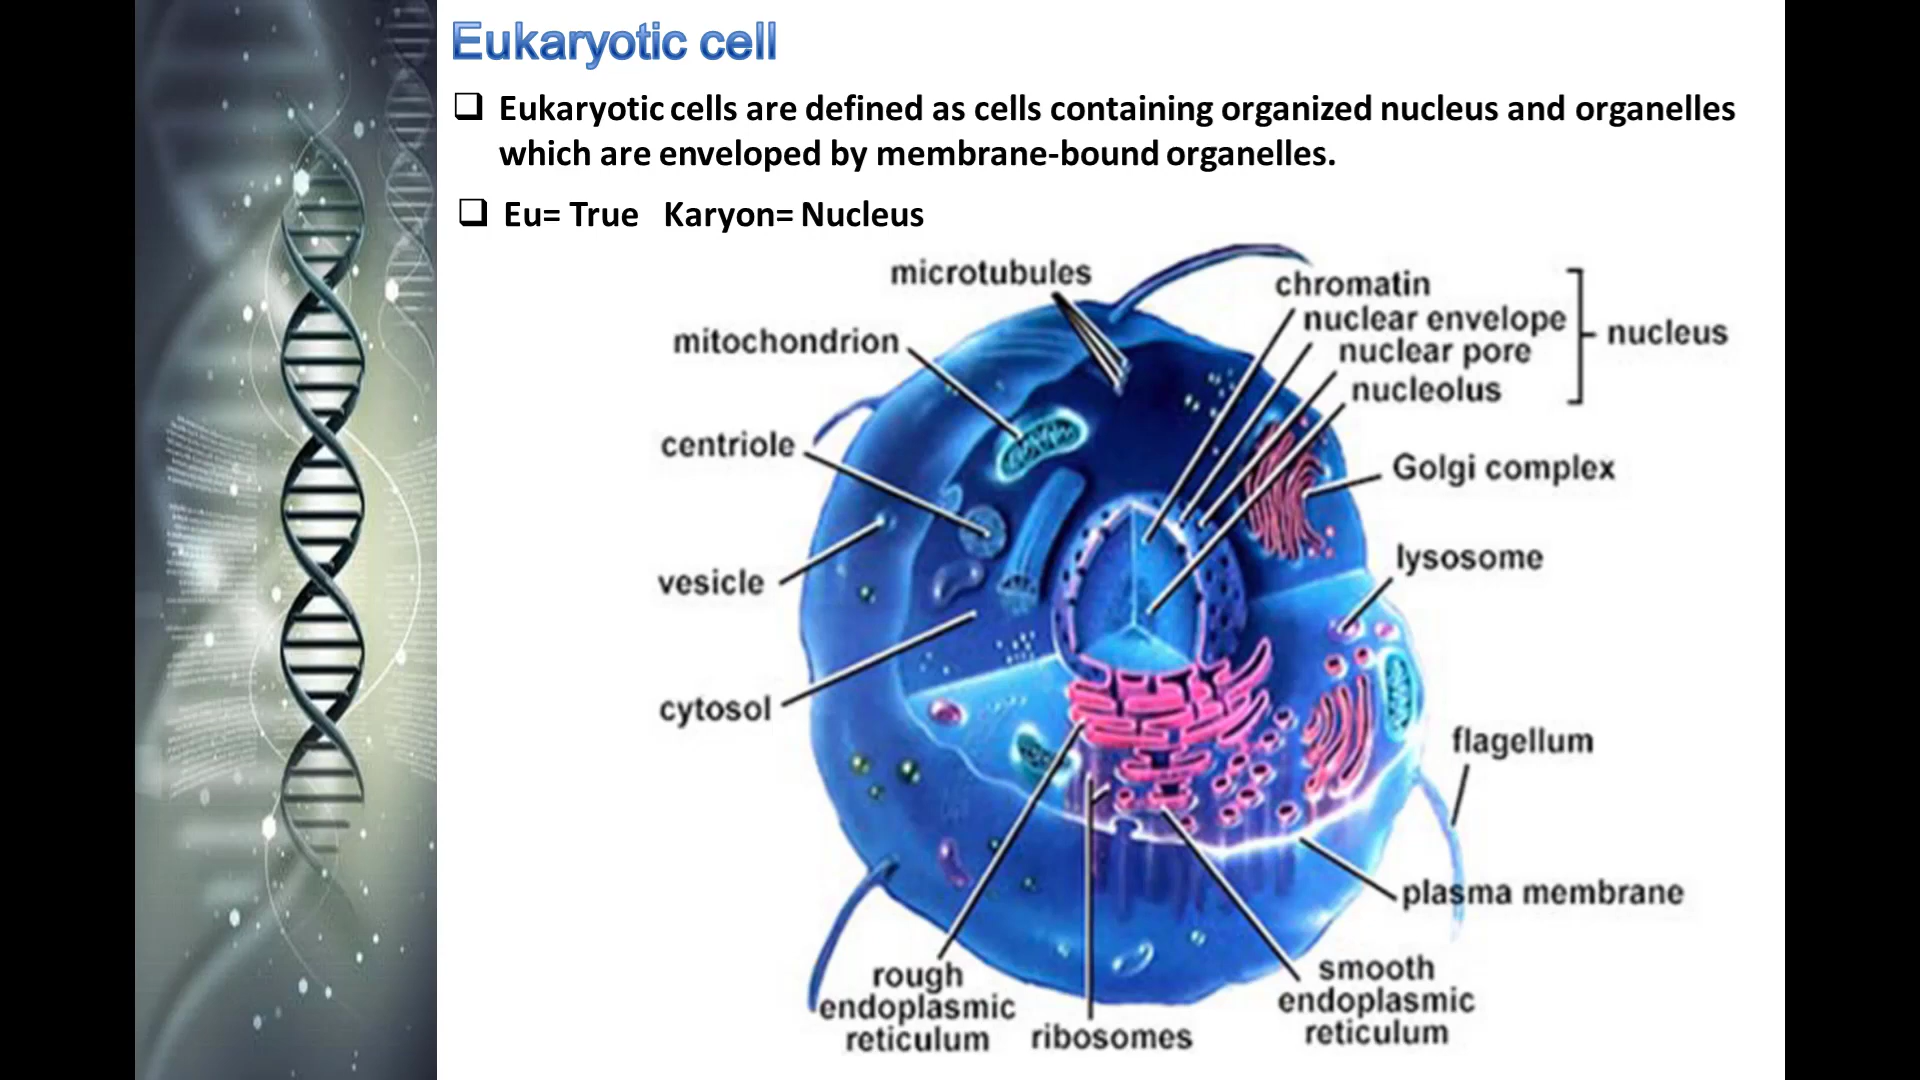 Eukaryotic cell
❑ Eukaryotic cells are defined as cells containing organized nucleus and organelles
which are enveloped by membrane-bound organelles.
❑ Eu= True Karyon= Nucleus
microtubules
chromatin
nuclear envelope
nucleus
mitochondrion
nuclear pore
nucleolus
centriole
Golgi complex
lysosome
vesicle
cytosol
flagellum
plasma membrane
rough
endoplasmic
reticulum
ribosomes
smooth
endoplasmic
reticulum